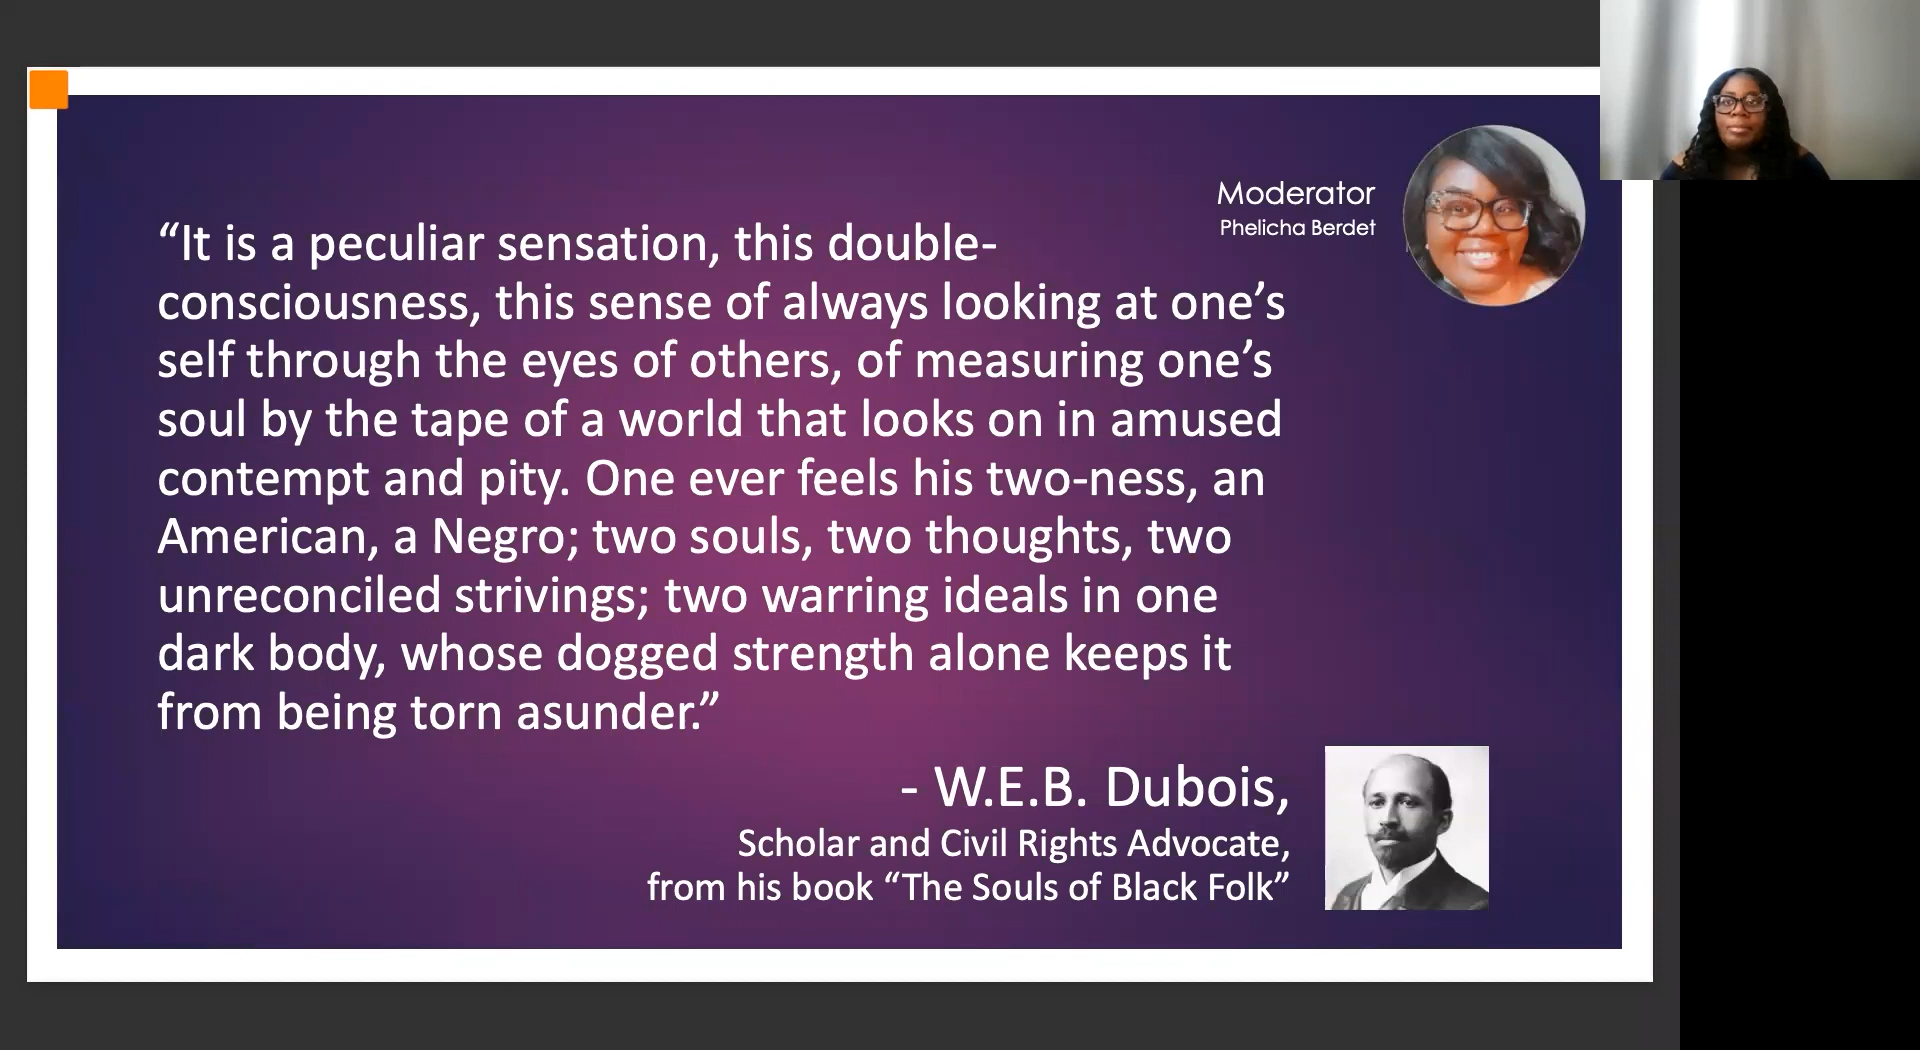 Moderator
Phelicha Berdet
“It is a peculiar sensation, this double-
consciousness, this sense of always looking at one’s
self through the eyes of others, of measuring one’s
soul by the tape of a world that looks on in amused
contempt and pity. One ever feels his two-ness, an
American, a Negro; two souls, two thoughts, two
unreconciled strivings; two warring ideals in one
dark body, whose dogged strength alone keeps it
from being torn asunder.”
- W.E.B. Dubois,
Scholar and Civil Rights Advocate,
from his book “The Souls of Black Folk”